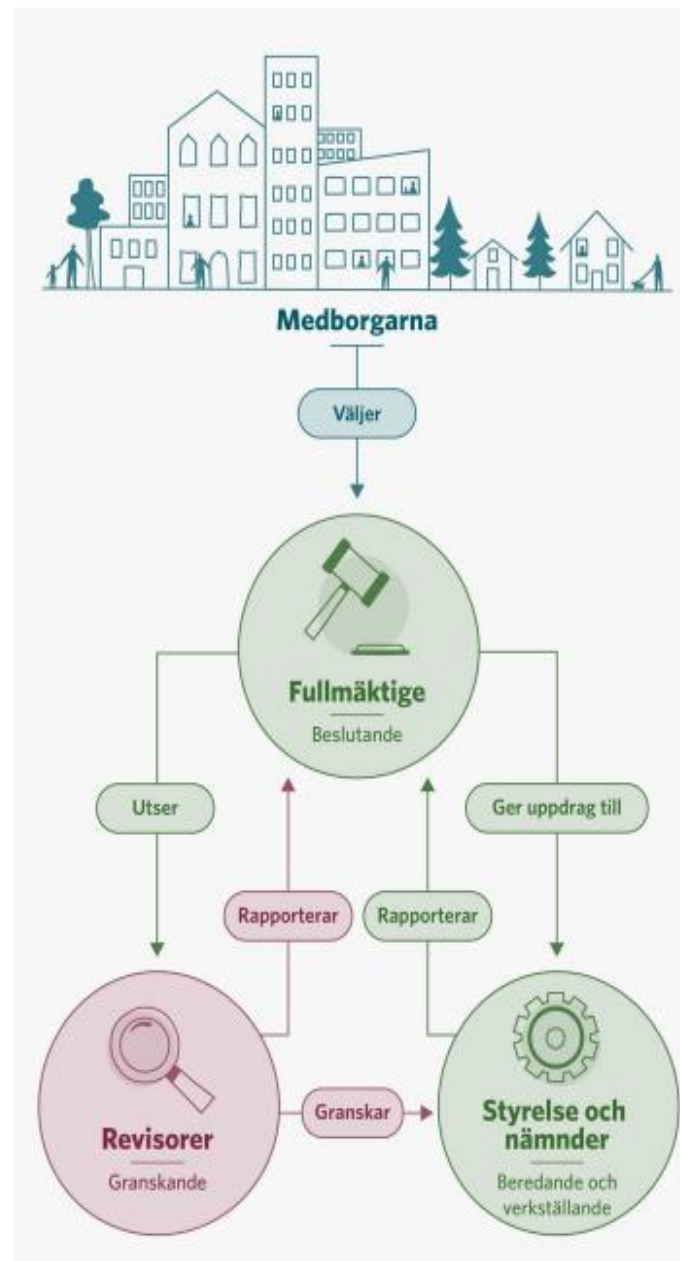 Medborgarna
Väljer
Fullmäktige
Beslutande
Utser
Ger uppdrag till
Rapporterar
Rapporterar
Revisorer
Granskande
Granskar
Styrelse och
nämnder
Beredande och
verkställande